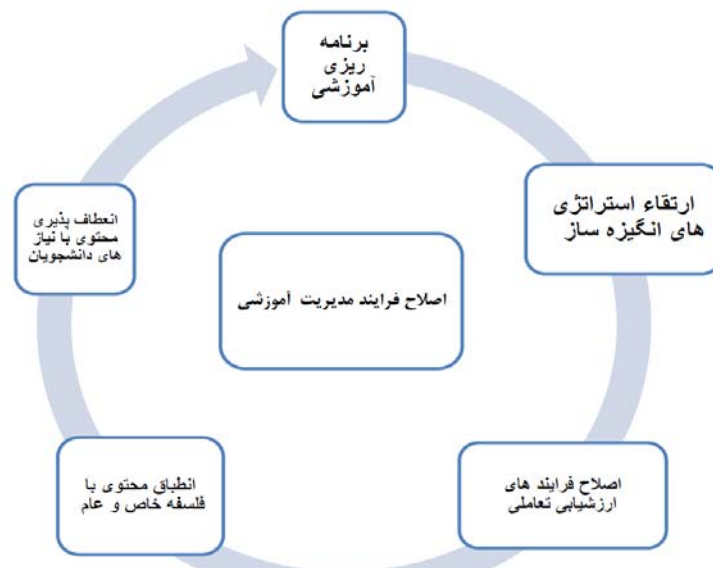 برنامه
ریزی
آموزشی
ارتقاء استراتژی
های انگیزه ساز
اصلاح فرایند های
ارزشیابی تعاملی
انطباق محتوی با
فلسفه خاص و عام
انعطاف پذیری
محتوی با نیاز
های دانشجویان
اصلاح فرایند مدیریت آموزشی